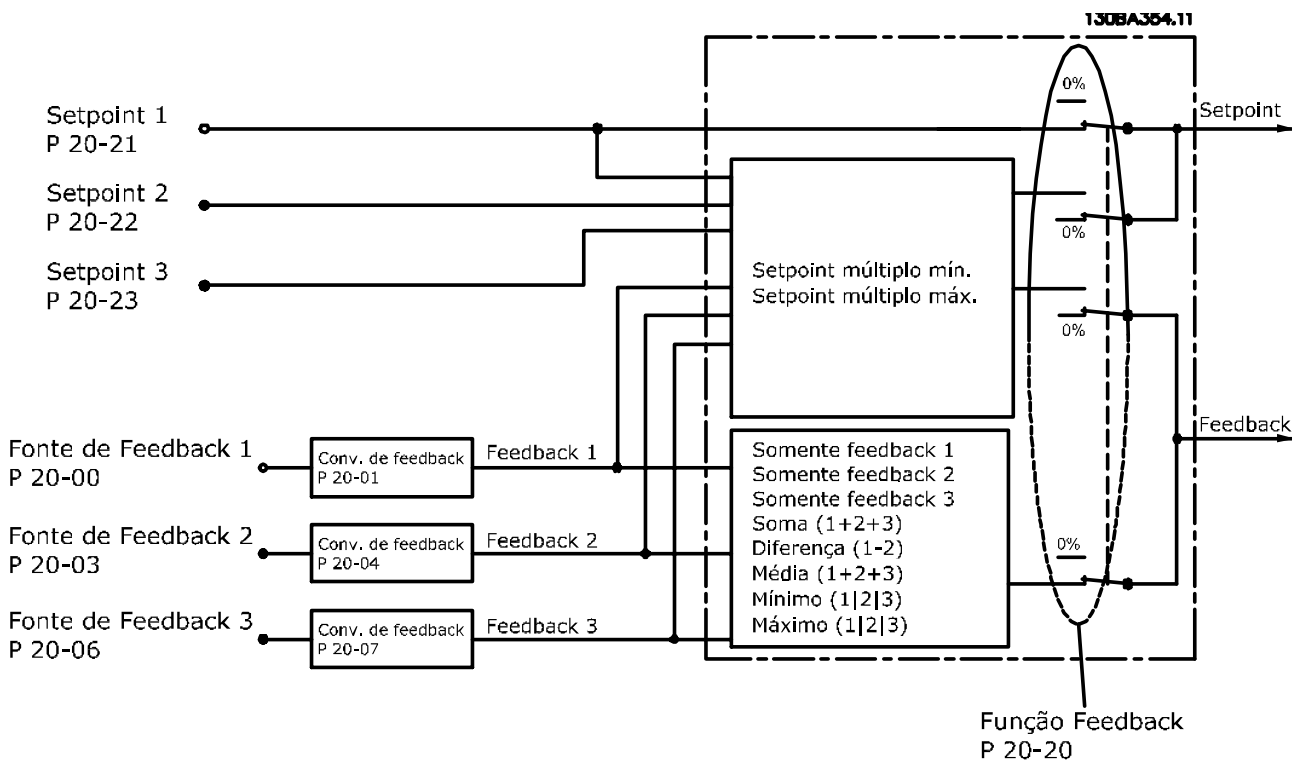 130BA354.11
0%
Setpoint
Setpoint 1
P 20-21
Setpoint 2
P 20-22
0%
Setpoint 3
P 20-23
Setpoint múltiplo mín.
Setpoint múltiplo máx.
0%
Feedback
Fonte de Feedback 1
P 20-00
Conv. de feedback
P 20-01
Feedback 1
Fonte de Feedback 2
P 20-03
Conv. de feedback
P 20-04
Feedback 2
Fonte de Feedback 3
P 20-06
Conv. de feedback
P 20-07
Feedback 3
Somente feedback 1
Somente feedback 2
Somente feedback 3
Soma (1+2+3)
Diferença (1-2)
Média (1+2+3)
Mínimo (1|2|3)
Máximo (1|2|3)
0%
Função Feedback
P 20-20